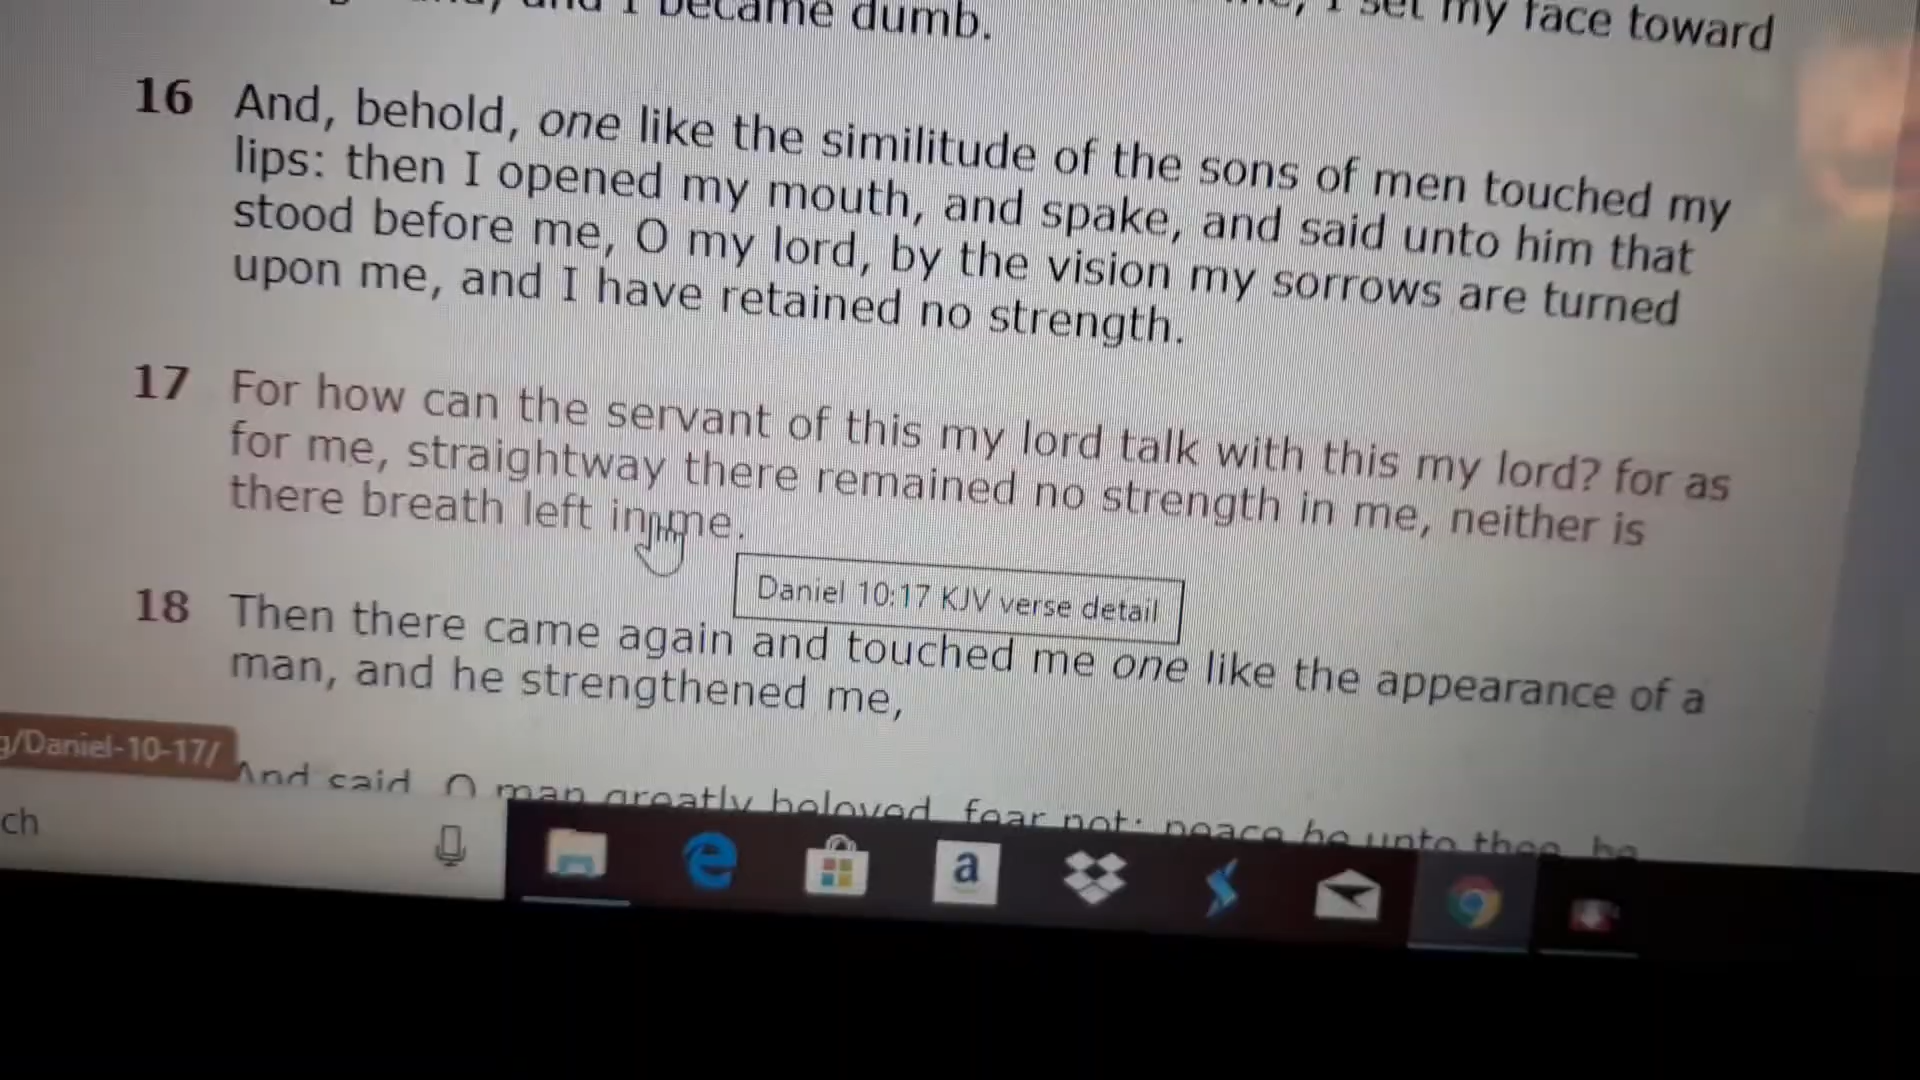 and I became dumb.
I set my face toward
16 And, behold, one like the similitude of the sons of men touched my
lips: then I opened my mouth, and spake, and said unto him that
stood before me, O my lord, by the vision my sorrows are turned
upon me, and I have retained no strength.
17 For how can the servant of this my lord talk with this my lord? for as
for me, straightway there remained no strength in me, neither is
there breath left in me.
Daniel 10:17 KJV verse detail
18 Then there came again and touched me one like the appearance of a
man, and he strengthened me,
g/Daniel-10-17/
And said, O man greatly beloved, fear not: peace be unto thee, be
ch
a